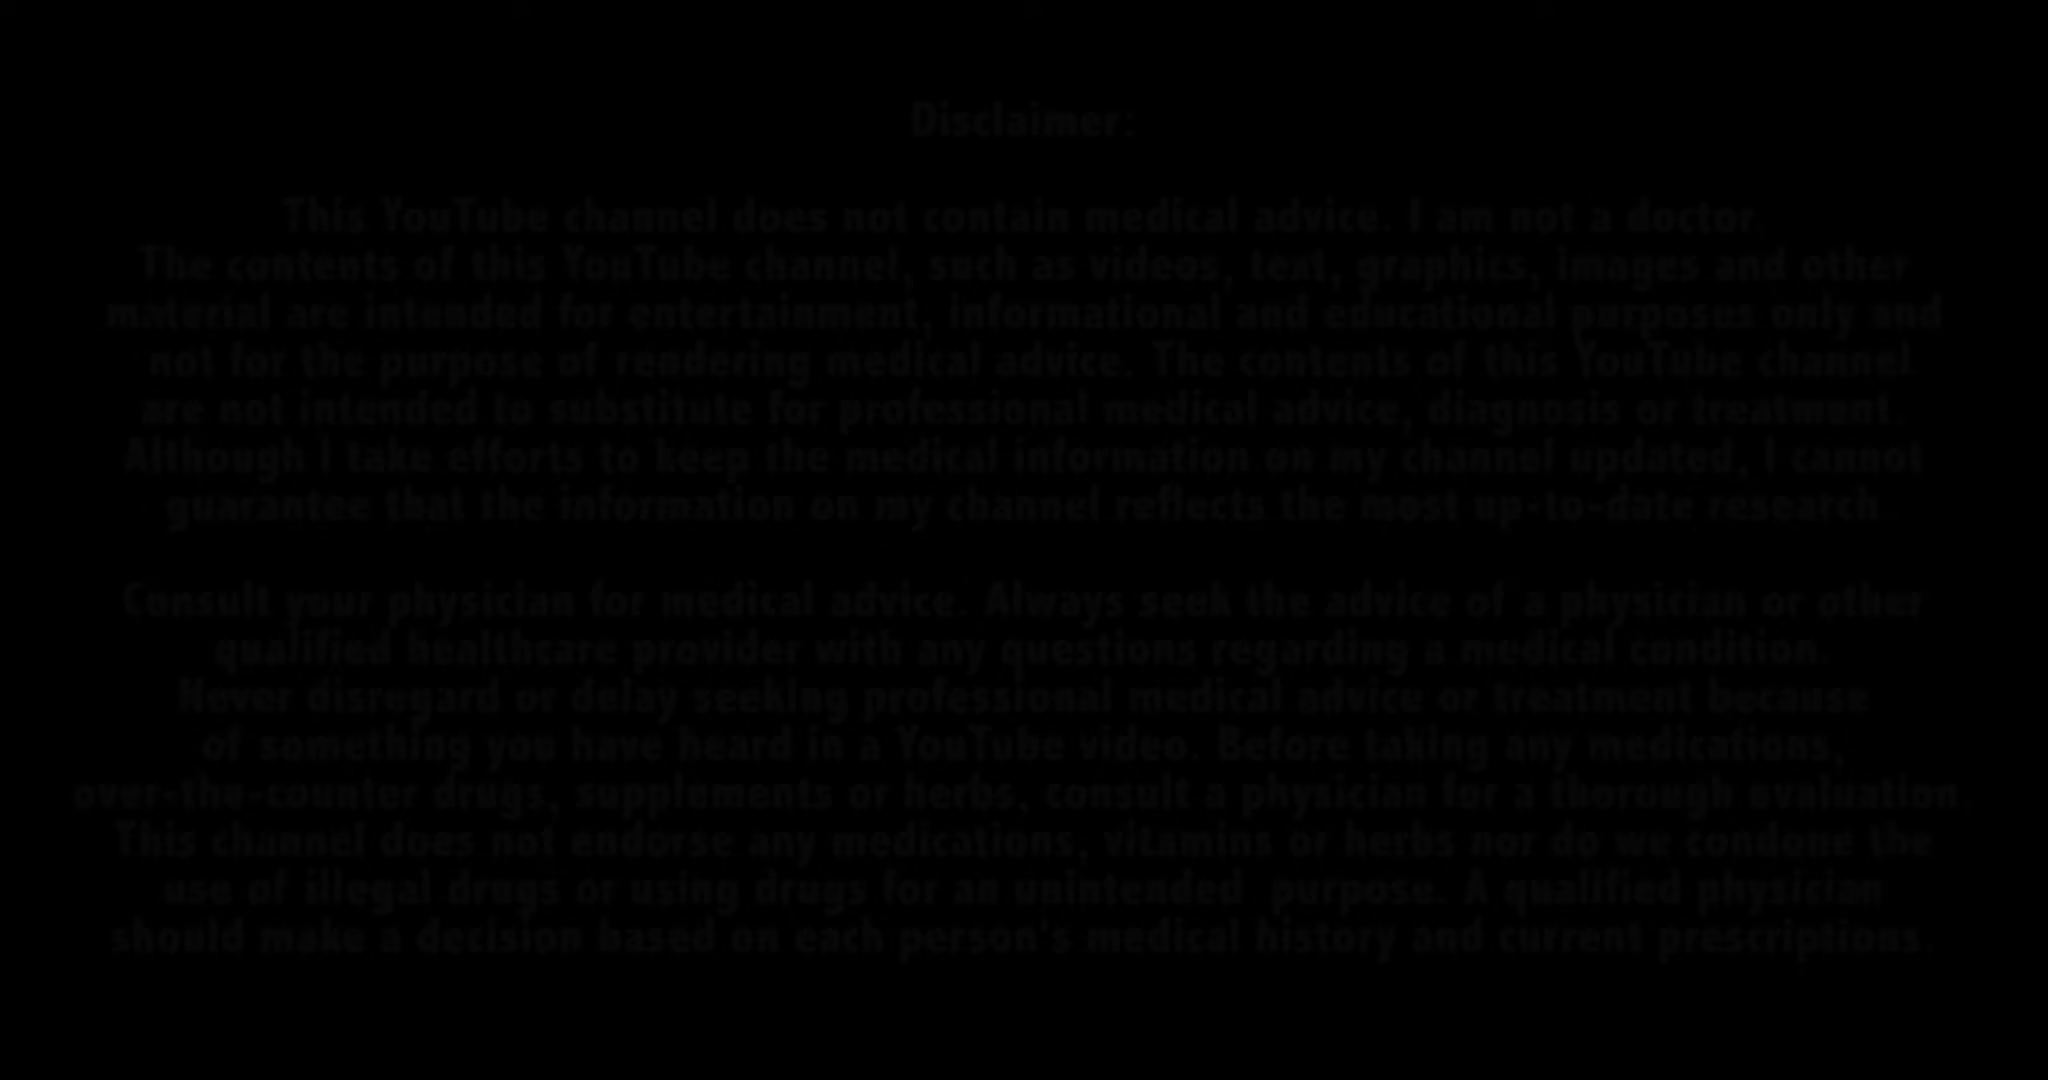 Disclaimer:
This YouTube channel does not contain medical advice. I am not a doctor.
The contents of this YouTube channel, such as videos, text, graphics, images and other
material are intended for entertainment, informational and educational purposes only and
not for the purpose of rendering medical advice. The contents of this YouTube channel
are not intended to substitute for professional medical advice, diagnosis or treatment.
Although I take efforts to keep the medical information on my channel updated, I cannot
guarantee that the information on my channel reflects the most up-to-date research.
Consult your physician for medical advice. Always seek the advice of a physician or other
qualified healthcare provider with any questions regarding a medical condition.
Never disregard or delay seeking professional medical advice or treatment because
of something you have heard in a YouTube video. Before taking any medications,
over-the-counter drugs, supplements or herbs, consult a physician for a thorough evaluation.
This channel does not endorse any medications, vitamins or herbs nor do we condone the
use of illegal drugs or using drugs for an unintended purpose. A qualified physician
should make a decision based on each person's medical history and current prescriptions.